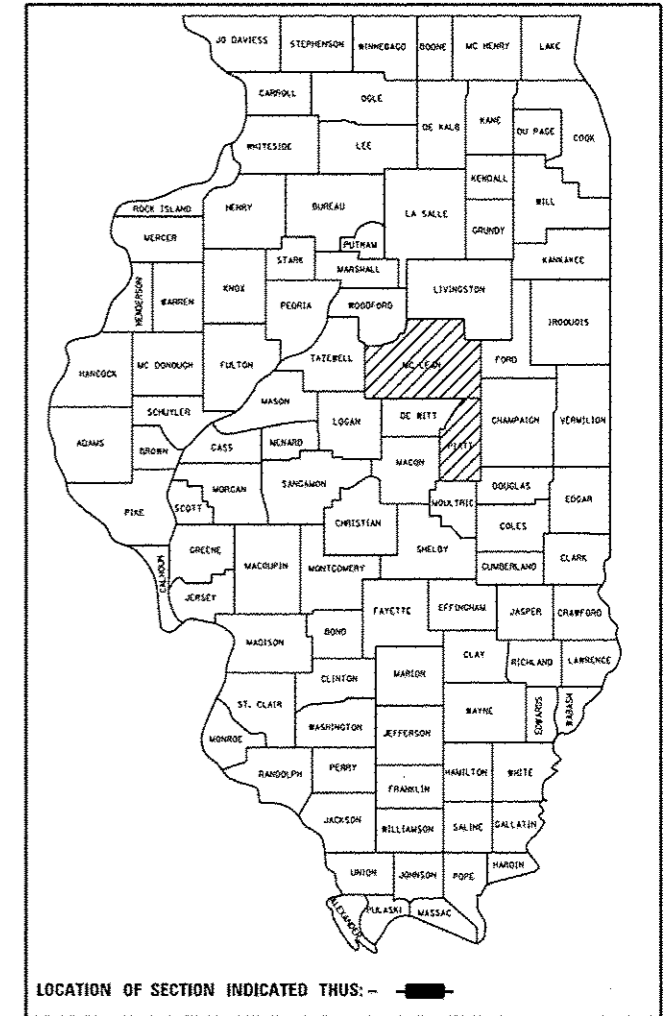 JO DAVIESS STEPHENSON WINNEBAGO BOONE MC HENRY LAKE
CARROLL OGLE DE KALB KANE DU PAGE COOK
WHITESIDE LEE KENDALL WILL
ROCK ISLAND HENRY BUREAU LA SALLE GRUNDY
MERCER PUTNAM KANKAKEE
STARK MARSHALL
HENDERSON WARREN KNOX PEORIA WOODFORD LIVINGSTON IROQUOIS
HANCOCK MC DONOUGH FULTON TAZEWELL MC LEAN FORD
SCHUYLER MASON LOGAN DE WITT CHAMPAIGN VERMILION
ADAMS BROWN CASS MENARD MACON PIATT
PIKE SCOTT MORGAN SANGAMON MOULTRIE DOUGLAS EDGAR
CHRISTIAN COLES
CALHOUN GREENE MACOUPIN MONTGOMERY SHELBY CUMBERLAND CLARK
JERSEY FAYETTE EFFINGHAM JASPER CRAWFORD
MADISON BOND CLAY RICHLAND LAWRENCE
CLINTON MARION
ST. CLAIR WAYNE EDWARDS WABASH
MONROE WASHINGTON JEFFERSON
RANDOLPH PERRY HAMILTON WHITE
FRANKLIN
JACKSON WILLIAMSON SALINE GALLATIN
UNION JOHNSON POPE HARDIN
ALEXANDER PULASKI MASSAC
LOCATION OF SECTION INDICATED THUS: -